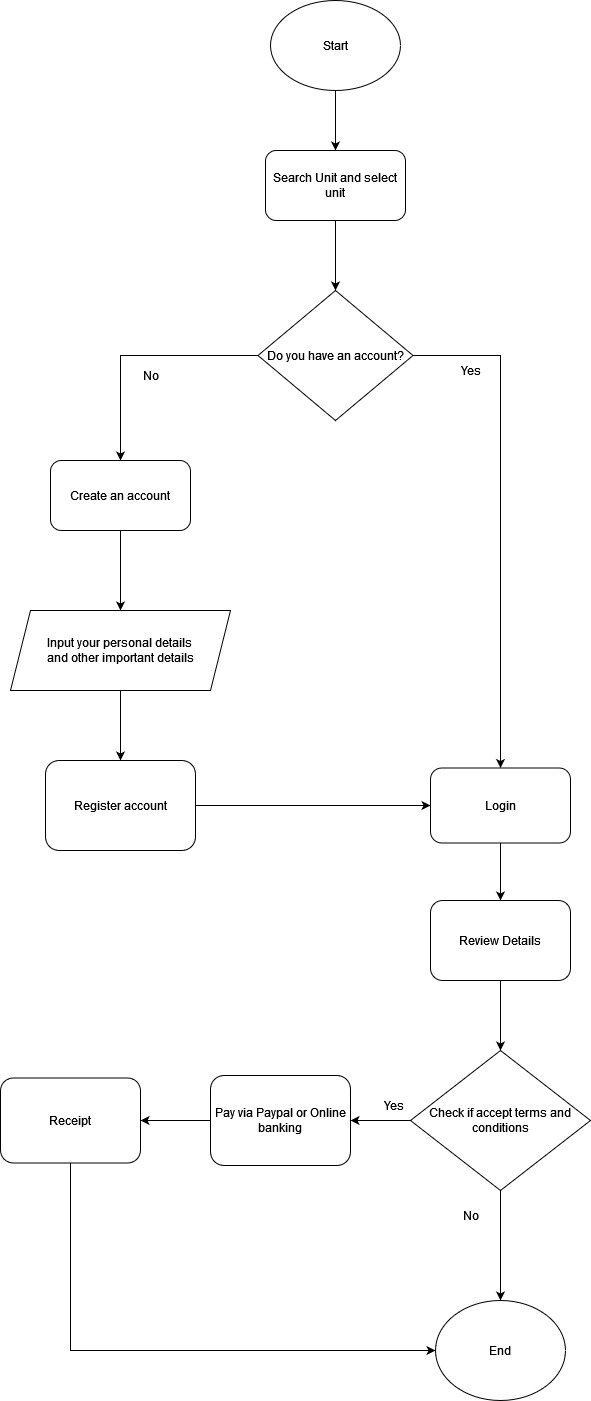 Start
Search Unit and select
unit
Do you have an account?
No
Yes
Create an account
Input your personal details
and other important details
Register account
Login
Review Details
Check if accept terms and
conditions
Yes
Pay via Paypal or Online
banking
Receipt
No
End